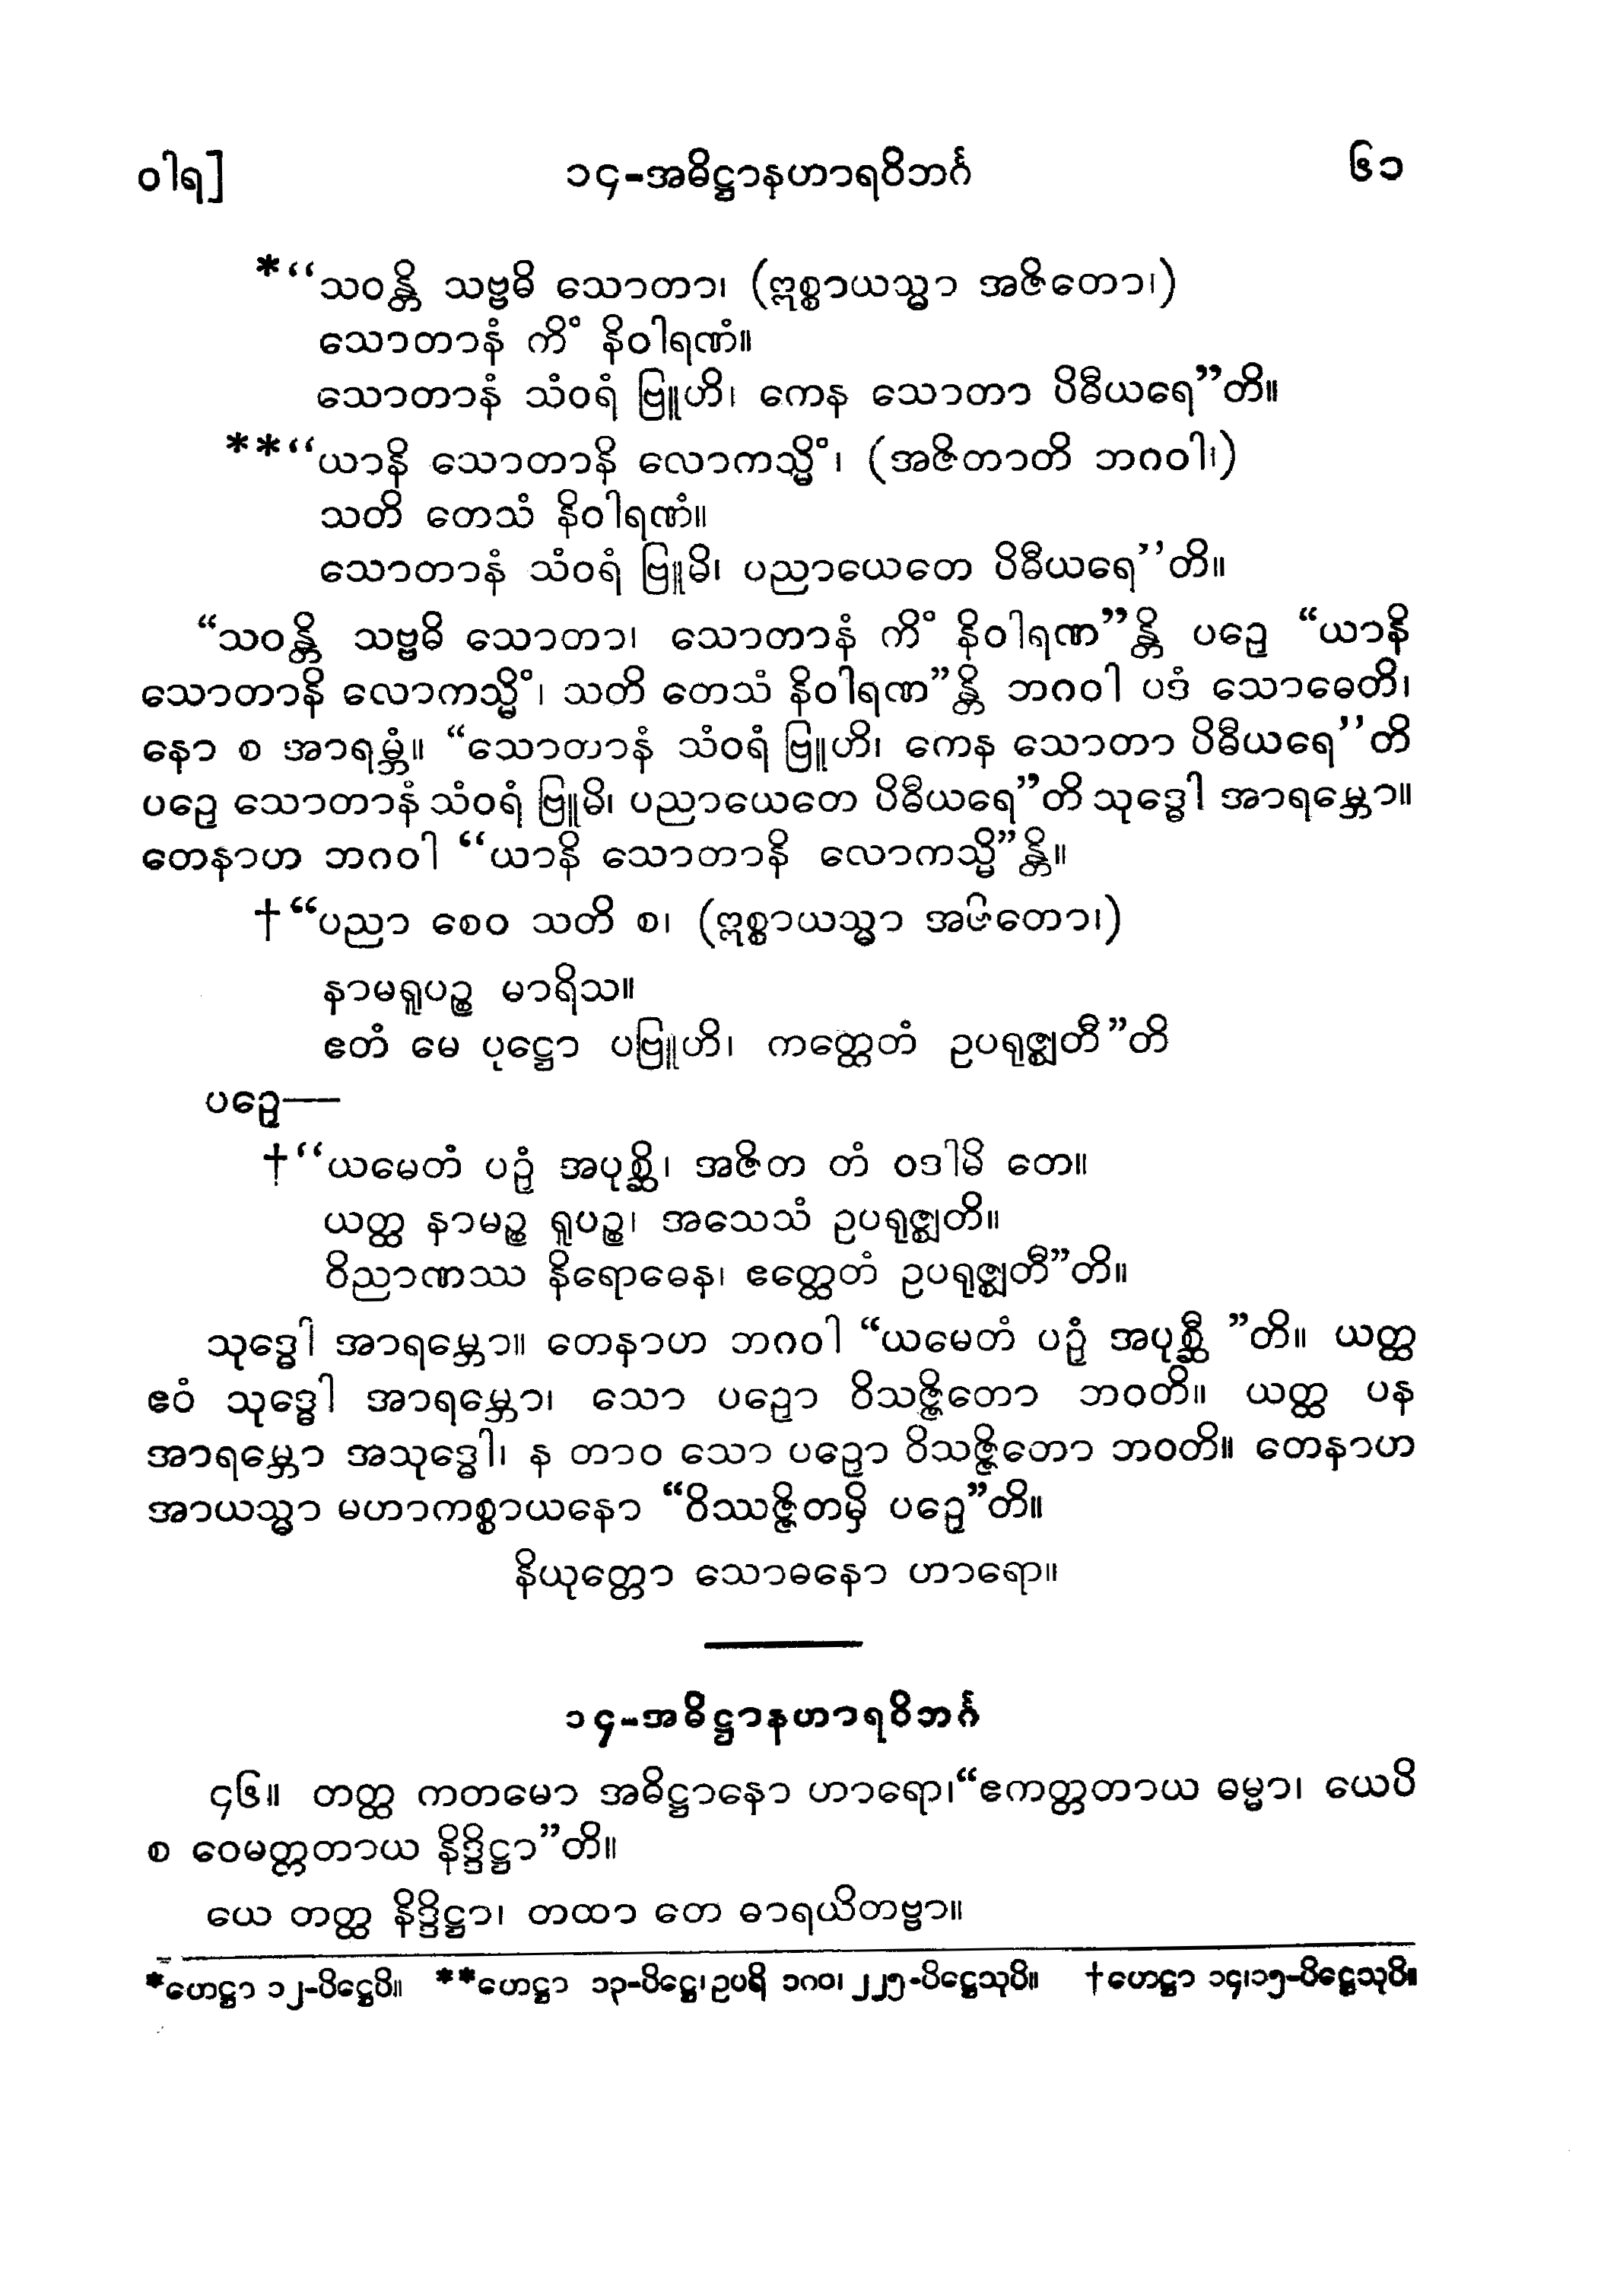 ဝါရ]
၁၄-အဓိဋ္ဌာနဟာရဝိဘင်္ဂ
၆၁
*“သဝန္တိ သဗ္ဗဓိ သောတာ၊ (ဣစ္စာယသ္မာ အဇိတော၊)
သောတာနံ ကိံ နိဝါရဏံ။
သောတာနံ သံဝရံ ဗြူဟိ၊ ကေန သောတာ ပိဓီယရေ”တိ။
**“ယာနိ သောတာနိ လောကသ္မိံ၊ (အဇိတာတိ ဘဂဝါ၊)
သတိ တေသံ နိဝါရဏံ။
သောတာနံ သံဝရံ ဗြူမိ၊ ပညာယေတေ ပိဓီယရေ’’တိ။
“သဝန္တိ သဗ္ဗဓိ သောတာ၊ သောတာနံ ကိံ နိဝါရဏ”န္တိ ပဉှေ “ယာနိ
သောတာနိ လောကသ္မိံ၊ သတိ တေသံ နိဝါရဏ”န္တိ ဘဂဝါ ပဒံ သောဓေတိ၊
နော စ အာရမ္ဘံ။ “သောတာနံ သံဝရံ ဗြူဟိ၊ ကေန သောတာ ပိဓီယရေ’’တိ
ပဉှေ သောတာနံ သံဝရံ ဗြူမိ၊ ပညာယေတေ ပိဓီယရေ”တိ သုဒ္ဓေါ အာရမ္ဘော။
တေနာဟ ဘဂဝါ “ယာနိ သောတာနိ လောကသ္မိ”န္တိ။
†“ပညာ စေဝ သတိ စ၊ (ဣစ္စာယသ္မာ အဇိတော၊)
နာမရူပဉ္စ မာရိသ။
ဧတံ မေ ပုဋ္ဌော ပဗြူဟိ၊ ကတ္ထေတံ ဥပရုဇ္ဈတီ”တိ
ပဉှေ—
†“ယမေတံ ပဉှံ အပုစ္ဆိ၊ အဇိတ တံ ဝဒါမိ တေ။
ယတ္ထ နာမဉ္စ ရူပဉ္စ၊ အသေသံ ဥပရုဇ္ဈတိ။
ဝိညာဏဿ နိရောဓေန၊ ဧတ္ထေတံ ဥပရုဇ္ဈတီ”တိ။
သုဒ္ဓေါ အာရမ္ဘော။ တေနာဟ ဘဂဝါ “ယမေတံ ပဉှံ အပုစ္ဆီ ”တိ။ ယတ္ထ
ဧဝံ သုဒ္ဓေါ အာရမ္ဘော၊ သော ပဉှော ဝိသဇ္ဇိတော ဘဝတိ။ ယတ္ထ ပန
အာရမ္ဘော အသုဒ္ဓေါ၊ န တာဝ သော ပဉှော ဝိသဇ္ဇိတော ဘဝတိ။ တေနာဟ
အာယသ္မာ မဟာကစ္စာယနော “ဝိဿဇ္ဇိတမှိ ပဉှေ”တိ။
နိယုတ္တော သောဓနော ဟာရော။
၁၄-အဓိဋ္ဌာနဟာရဝိဘင်္ဂ
၄၆။ တတ္ထ ကတမော အဓိဋ္ဌာနော ဟာရော၊“ဧကတ္တတာယ ဓမ္မာ၊ ယေပိ
စ ဝေမတ္တတာယ နိဒ္ဒိဋ္ဌာ”တိ။
ယေ တတ္ထ နိဒ္ဒိဋ္ဌာ၊ တထာ တေ ဓာရယိတဗ္ဗာ။
*ဟေဋ္ဌာ ၁၂-ပိဋ္ဌေပိ။ **ဟေဋ္ဌာ ၁၃-ပိဋ္ဌေ၊ ဥပရိ ၁၈၀၊ ၂၂၅-ပိဋ္ဌေသုပိ။ †ဟေဋ္ဌာ ၁၄၊၁၅-ပိဋ္ဌေသုပိ။